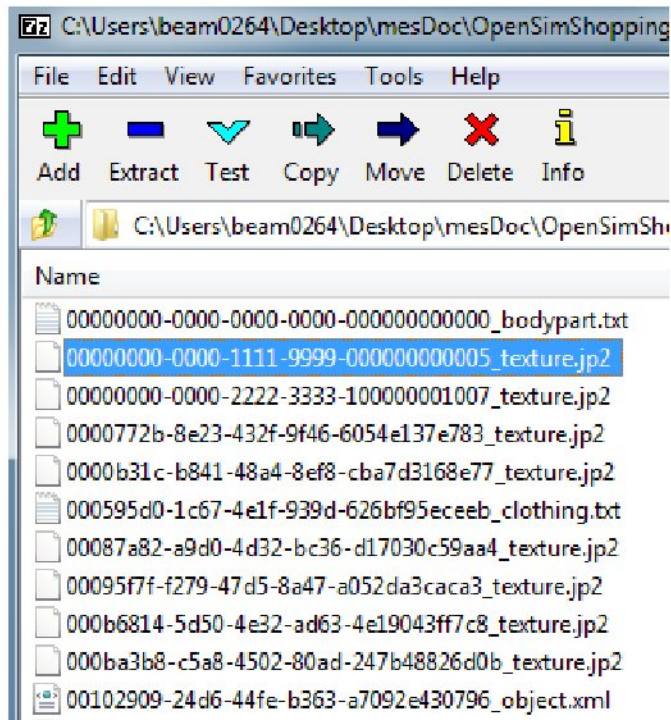 7z C:\Users\beam0264\Desktop\mesDoc\OpenSimShopping
File Edit View Favorites Tools Help
Add Extract Test Copy Move Delete Info
C:\Users\beam0264\Desktop\mesDoc\OpenSimSh
Name
00000000-0000-0000-0000-000000000000_bodypart.txt
00000000-0000-1111-9999-000000000005_texture.jp2
00000000-0000-2222-3333-100000001007_texture.jp2
0000772b-8e23-432f-9f46-6054e137e783_texture.jp2
0000b31c-b841-48a4-8ef8-cba7d3168e77_texture.jp2
000595d0-1c67-4e1f-939d-626bf95eceeb_clothing.txt
00087a82-a9d0-4d32-bc36-d17030c59aa4_texture.jp2
00095f7f-f279-47d5-8a47-a052da3caca3_texture.jp2
000b6814-5d50-4e32-ad63-4e19043ff7c8_texture.jp2
000ba3b8-c5a8-4502-80ad-247b48826d0b_texture.jp2
00102909-24d6-44fe-b363-a7092e430796_object.xml